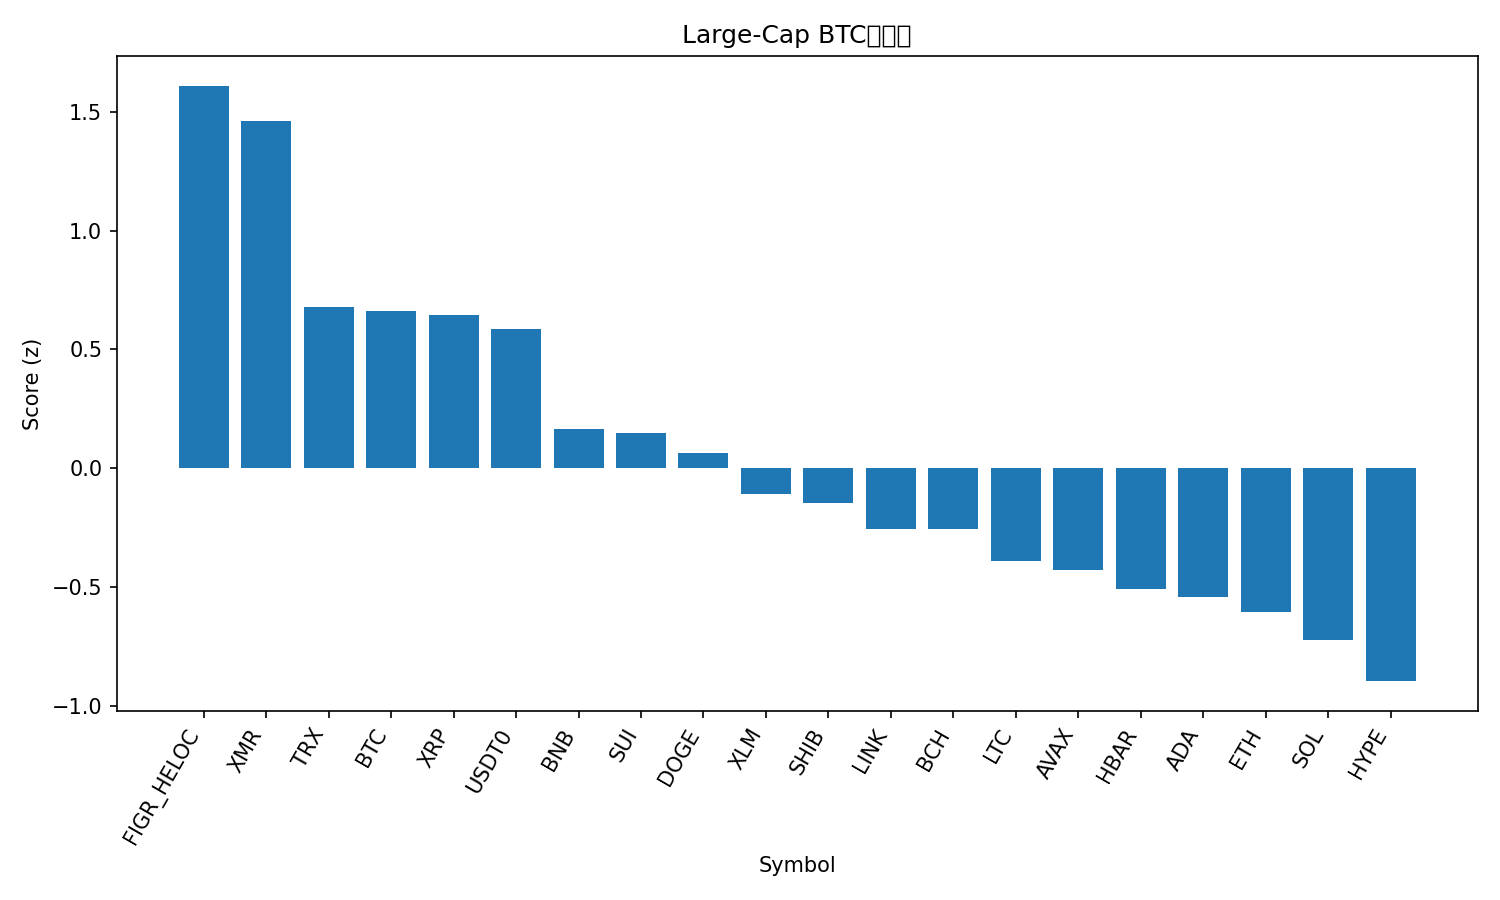 Large-Cap BTC
1.5
1.0
0.5
0.0
−0.5
−1.0
Score (z)
FIGR_HELOC
XMR
TRX
BTC
XRP
USDT0
BNB
SUI
DOGE
XLM
SHIB
LINK
BCH
LTC
AVAX
HBAR
ADA
ETH
SOL
HYPE
Symbol